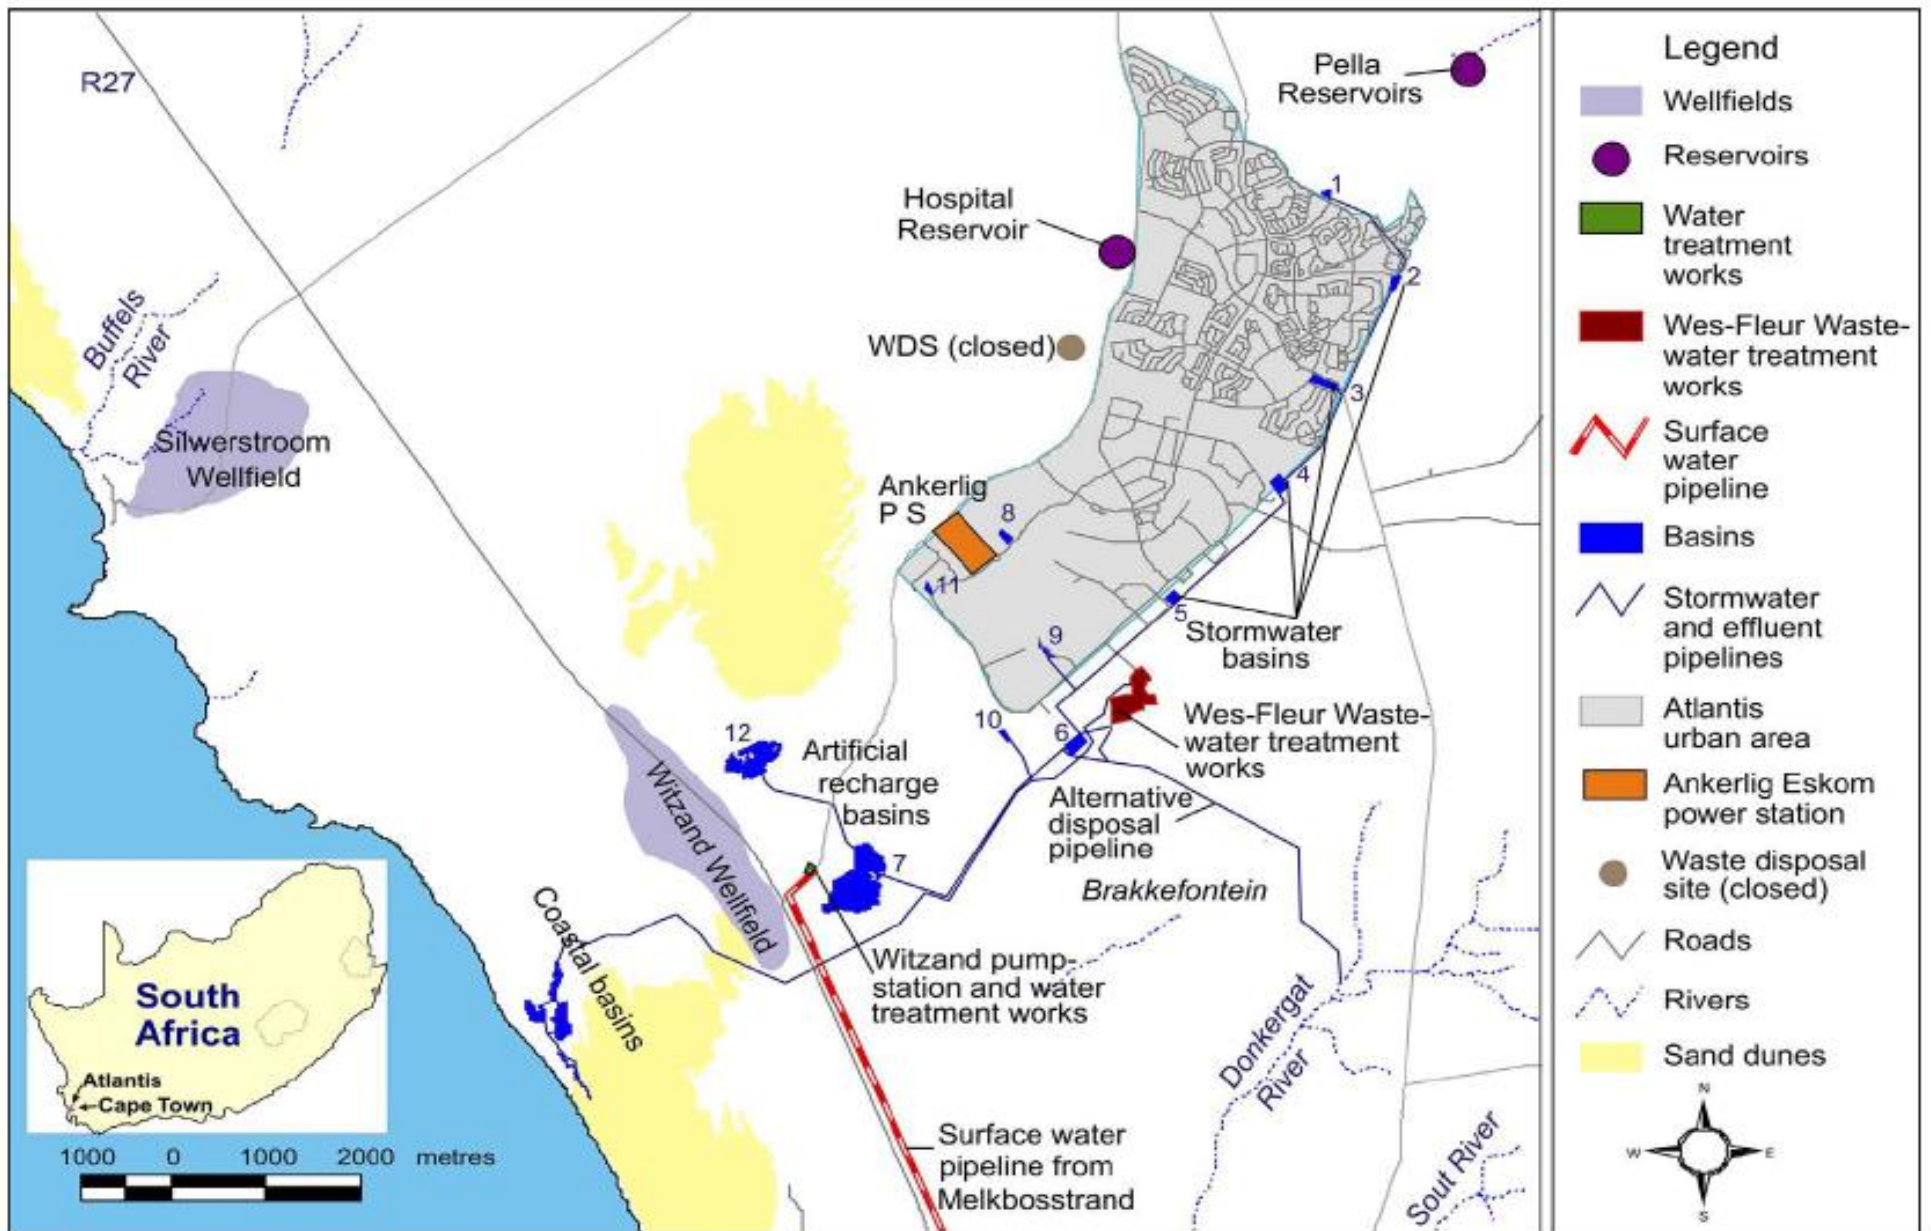 R27
Pella
Reservoirs
Hospital
Reservoir
WDS (closed)
Buffels
River
Silwerstroom
Wellfield
Ankerlig
P S
1
2
3
4
5
6
7
8
9
10
11
12
Stormwater
basins
Wes-Fleur Waste-
water treatment
works
Artificial
recharge
basins
Alternative
disposal
pipeline
Witzand Wellfield
Brakkefontein
Coastal basins
Witzand pump-
station and water
treatment works
Donkergat
River
Sout River
Surface water
pipeline from
Melkbosstrand
South
Africa
Atlantis
Cape Town
1000 0 1000 2000 metres
Legend
Wellfields
Reservoirs
Water
treatment
works
Wes-Fleur Waste-
water treatment
works
Surface
water
pipeline
Basins
Stormwater
and effluent
pipelines
Atlantis
urban area
Ankerlig Eskom
power station
Waste disposal
site (closed)
Roads
Rivers
Sand dunes
N
W E
S